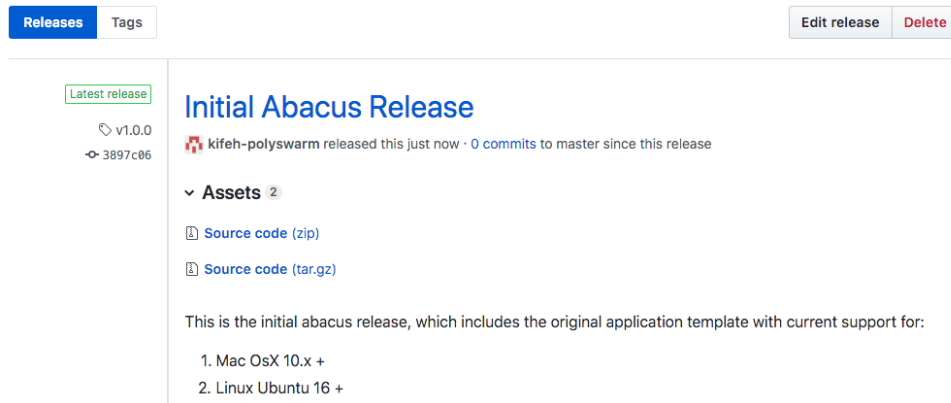 Releases Tags Edit release Delete
Latest release
Initial Abacus Release
v1.0.0
kifeh-polyswarm released this just now · 0 commits to master since this release
3897c06
Assets 2
Source code (zip)
Source code (tar.gz)
This is the initial abacus release, which includes the original application template with current support for:
1. Mac OsX 10.x +
2. Linux Ubuntu 16 +